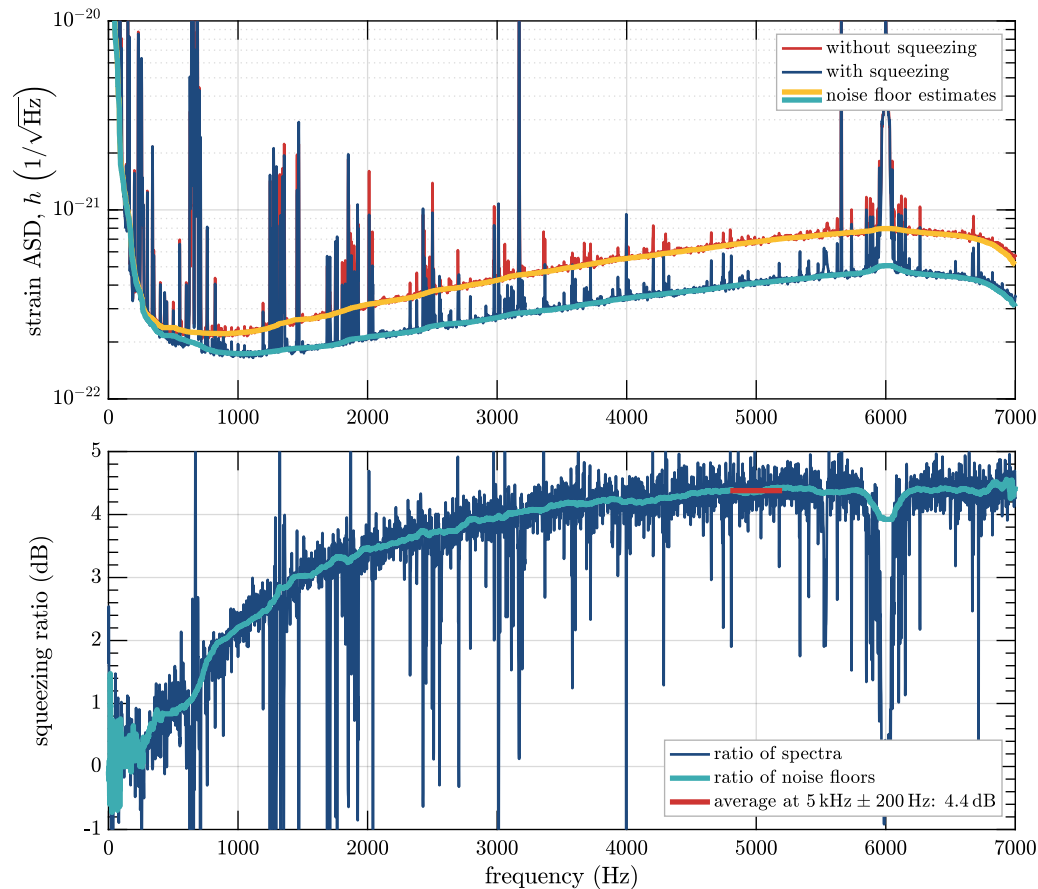 10⁻²⁰
10⁻²¹
10⁻²²
strain ASD, h (1/√Hz)
without squeezing
with squeezing
noise floor estimates
0 1000 2000 3000 4000 5000 6000 7000
5
4
3
2
1
0
-1
squeezing ratio (dB)
ratio of spectra
ratio of noise floors
average at 5 kHz ± 200 Hz: 4.4 dB
0 1000 2000 3000 4000 5000 6000 7000
frequency (Hz)